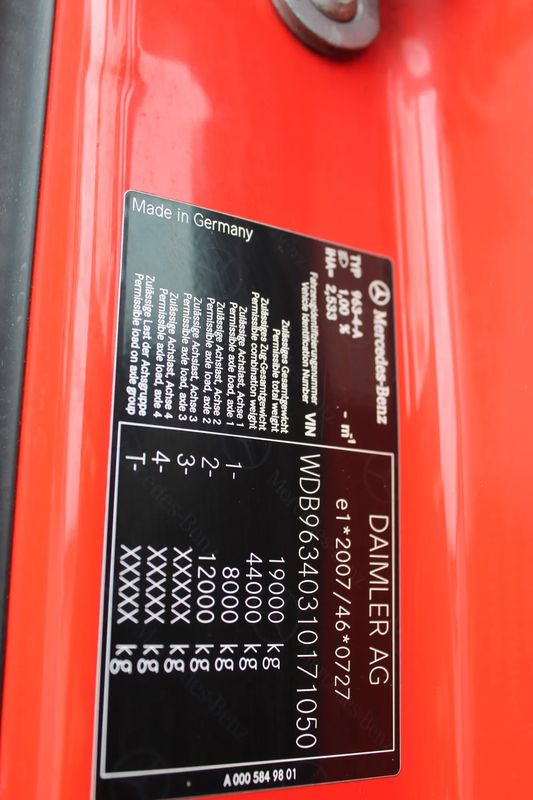 Mercedes-Benz
TYP 963-4-A
1,00 % - m⁻¹
IHA= 2,533
DAIMLER AG
e1*2007/46*0727
Fahrzeugidentifizierungsnummer
Vehicle Identification Number VIN WDB9634031O171050
Zulässiges Gesamtgewicht
Permissible total weight 19000 kg
Zulässiges Zug-Gesamtgewicht
Permissible combination weight 44000 kg
Zulässige Achslast, Achse 1
Permissible axle load, axle 1 1- 8000 kg
Zulässige Achslast, Achse 2
Permissible axle load, axle 2 2- 12000 kg
Zulässige Achslast, Achse 3
Permissible axle load, axle 3 3- XXXXX kg
Zulässige Achslast, Achse 4
Permissible axle load, axle 4 4- XXXXX kg
Zulässige Last der Achsgruppe
Permissible load on axle group T- XXXXX kg
Made in Germany
A 000 584 98 01